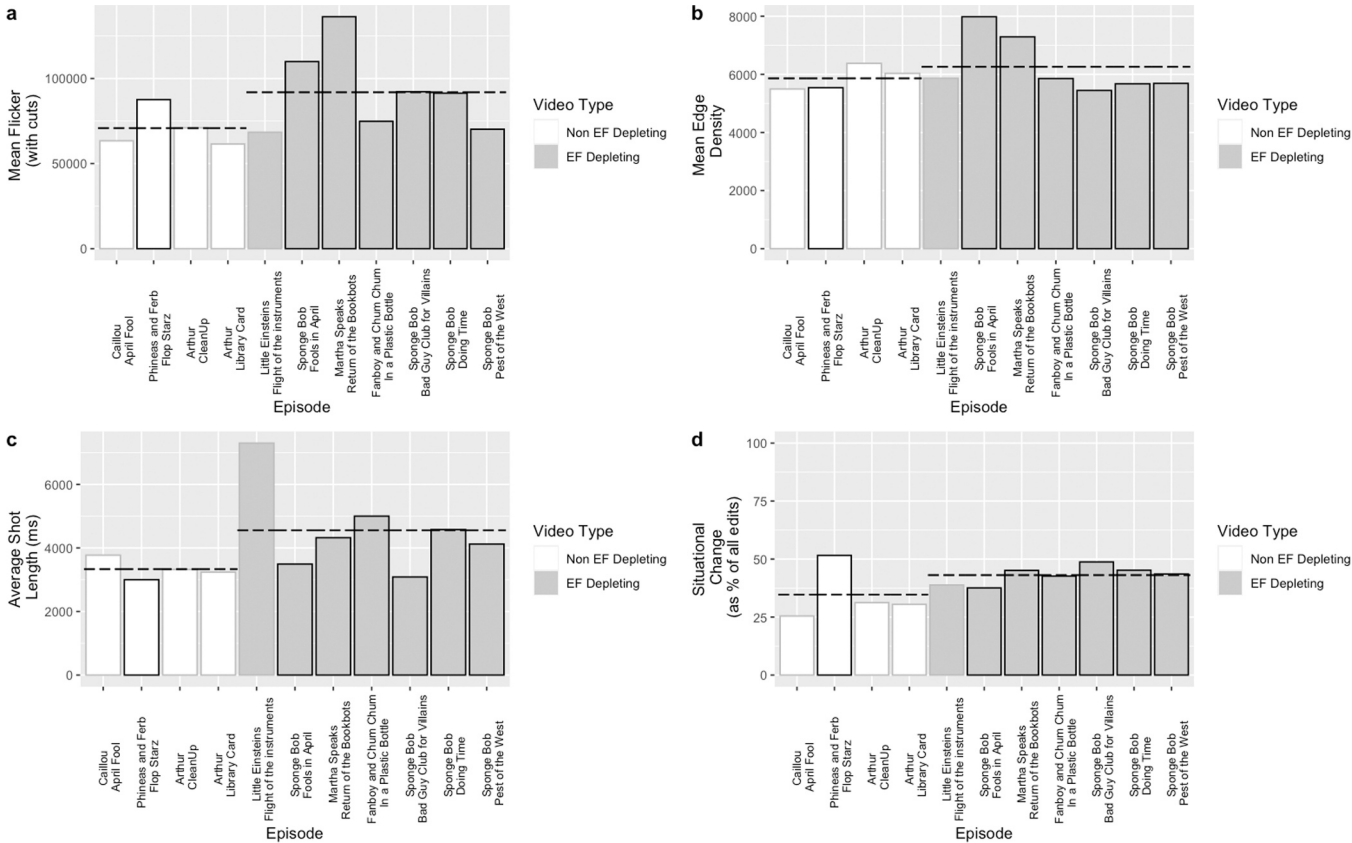 a
Mean Flicker
(with cuts)
100000
50000
0
Caillou
April Fool
Phineas and Ferb
Flop Starz
Arthur
CleanUp
Arthur
Library Card
Little Einsteins
Flight of the instruments
Sponge Bob
Fools in April
Martha Speaks
Return of the Bookbots
Fanboy and Chum Chum
In a Plastic Bottle
Sponge Bob
Bad Guy Club for Villains
Sponge Bob
Doing Time
Sponge Bob
Pest of the West
Episode
Video Type
Non EF Depleting
EF Depleting
b
Mean Edge
Density
8000
6000
4000
2000
0
Caillou
April Fool
Phineas and Ferb
Flop Starz
Arthur
CleanUp
Arthur
Library Card
Little Einsteins
Flight of the instruments
Sponge Bob
Fools in April
Martha Speaks
Return of the Bookbots
Fanboy and Chum Chum
In a Plastic Bottle
Sponge Bob
Bad Guy Club for Villains
Sponge Bob
Doing Time
Sponge Bob
Pest of the West
Episode
Video Type
Non EF Depleting
EF Depleting
c
Average Shot
Length (ms)
6000
4000
2000
0
Caillou
April Fool
Phineas and Ferb
Flop Starz
Arthur
CleanUp
Arthur
Library Card
Little Einsteins
Flight of the instruments
Sponge Bob
Fools in April
Martha Speaks
Return of the Bookbots
Fanboy and Chum Chum
In a Plastic Bottle
Sponge Bob
Bad Guy Club for Villains
Sponge Bob
Doing Time
Sponge Bob
Pest of the West
Episode
Video Type
Non EF Depleting
EF Depleting
d
Situational
Change
(as % of all edits)
100
75
50
25
0
Caillou
April Fool
Phineas and Ferb
Flop Starz
Arthur
CleanUp
Arthur
Library Card
Little Einsteins
Flight of the instruments
Sponge Bob
Fools in April
Martha Speaks
Return of the Bookbots
Fanboy and Chum Chum
In a Plastic Bottle
Sponge Bob
Bad Guy Club for Villains
Sponge Bob
Doing Time
Sponge Bob
Pest of the West
Episode
Video Type
Non EF Depleting
EF Depleting